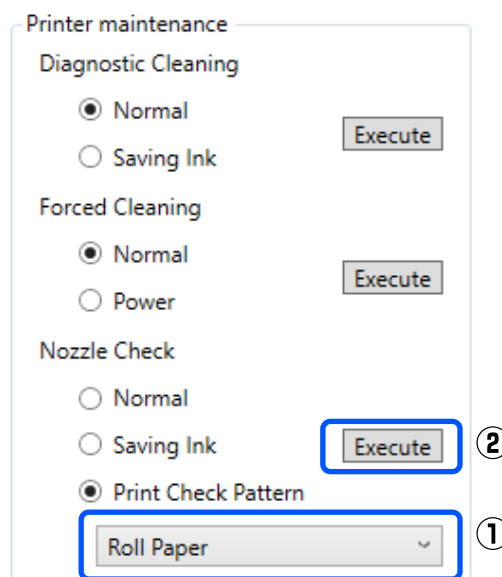 Printer maintenance
Diagnostic Cleaning
Normal
Execute
Saving Ink
Forced Cleaning
Normal
Execute
Power
Nozzle Check
Normal
Saving Ink
Execute
②
Print Check Pattern
Roll Paper
①